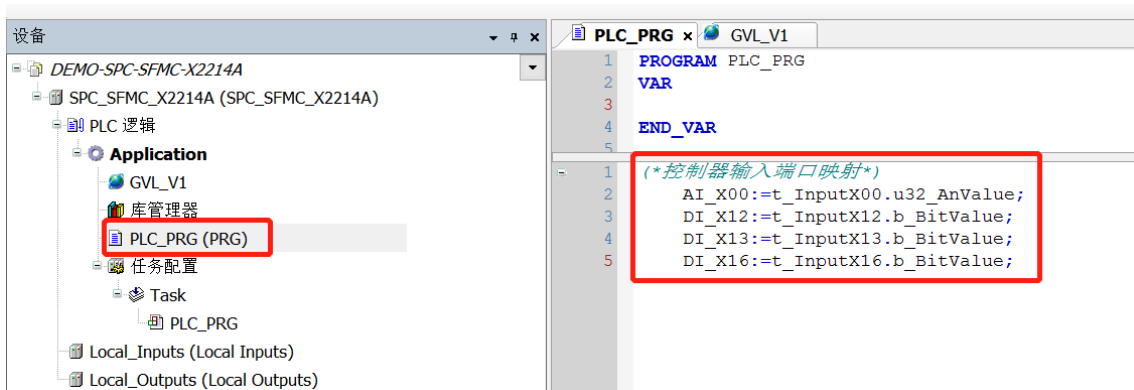 设备
DEMO-SPC-SFMC-X2214A
SPC_SFMC_X2214A (SPC_SFMC_X2214A)
PLC 逻辑
Application
GVL_V1
库管理器
PLC_PRG (PRG)
任务配置
Task
PLC_PRG
Local_Inputs (Local Inputs)
Local_Outputs (Local Outputs)
PLC_PRG x GVL_V1
1 PROGRAM PLC_PRG
2 VAR
3
4 END_VAR
5
1 (*控制器输入端口映射*)
2 AI_X00:=t_InputX00.u32_AnValue;
3 DI_X12:=t_InputX12.b_BitValue;
4 DI_X13:=t_InputX13.b_BitValue;
5 DI_X16:=t_InputX16.b_BitValue;